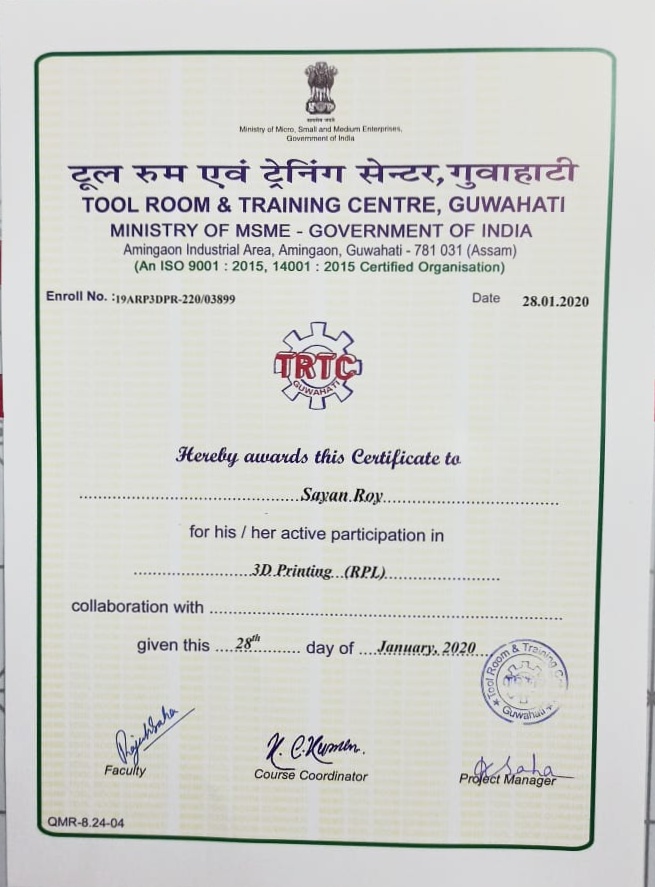 सत्यमेव जयते
Ministry of Micro, Small and Medium Enterprises,
Government of India
टूल रुम एवं ट्रेनिंग सेन्टर, गुवाहाटी
TOOL ROOM & TRAINING CENTRE, GUWAHATI
MINISTRY OF MSME - GOVERNMENT OF INDIA
Amingaon Industrial Area, Amingaon, Guwahati - 781 031 (Assam)
(An ISO 9001 : 2015, 14001 : 2015 Certified Organisation)
Enroll No. :19ARP3DPR-220/03899 Date 28.01.2020
TRTC
GUWAHATI
Hereby awards this Certificate to
Sayan Roy
for his / her active participation in
3D Printing (RPL)
collaboration with
given this 28th day of January, 2020
Tool Room & Training
Guwahati
K. C. Kumar.
Saha
Faculty Course Coordinator Project Manager
QMR-8.24-04